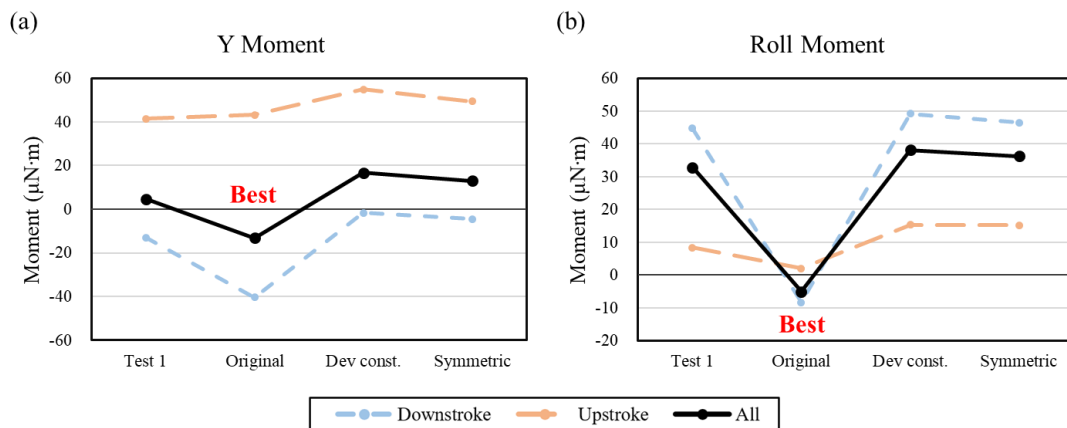 (a)
Y Moment
Moment (μN·m)
60
40
20
0
-20
-40
-60
Best
Test 1 Original Dev const. Symmetric
(b)
Roll Moment
Moment (μN·m)
60
50
40
30
20
10
0
-10
-20
Best
Test 1 Original Dev const. Symmetric
Downstroke Upstroke All